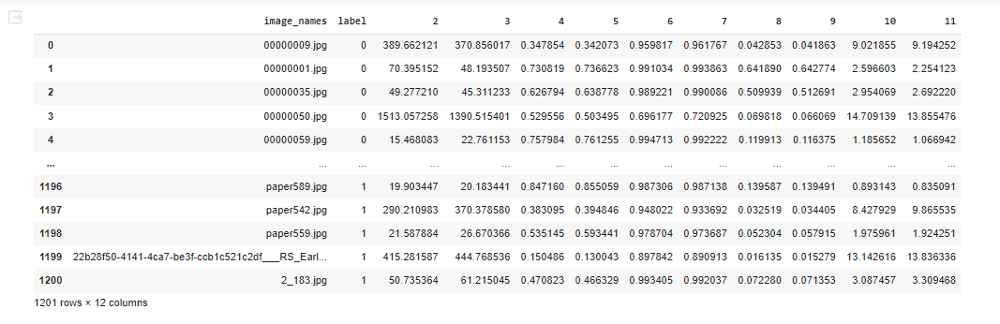 image_names label 2 3 4 5 6 7 8 9 10 11
0 00000009.jpg 0 389.662121 370.856017 0.347854 0.342073 0.959817 0.961767 0.042853 0.041863 9.021855 9.194252
1 00000001.jpg 0 70.395152 48.193507 0.730819 0.736623 0.991034 0.993863 0.641890 0.642774 2.596603 2.254123
2 00000035.jpg 0 49.277210 45.311233 0.626794 0.638778 0.989221 0.990086 0.509939 0.512691 2.954069 2.692220
3 00000050.jpg 0 1513.057258 1390.515401 0.529556 0.503495 0.696177 0.720925 0.069818 0.066069 14.709139 13.855476
4 00000059.jpg 0 15.468083 22.761153 0.757984 0.761255 0.994713 0.992222 0.119913 0.116375 1.185652 1.066942
... ... ... ... ... ... ... ... ... ... ... ... ...
1196 paper589.jpg 1 19.903447 20.183441 0.847160 0.855059 0.987306 0.987138 0.139587 0.139491 0.893143 0.835091
1197 paper542.jpg 1 290.210983 370.378580 0.383095 0.394846 0.948022 0.933692 0.032519 0.034405 8.427929 9.865535
1198 paper559.jpg 1 21.587884 26.670366 0.535145 0.593441 0.978704 0.973687 0.052304 0.057915 1.975961 1.924251
1199 22b28f50-4141-4ca7-be3f-ccb1c521c2df___RS_Earl... 1 415.281587 444.768536 0.150486 0.130043 0.897842 0.890913 0.016135 0.015279 13.142616 13.836336
1200 2_183.jpg 1 50.735364 61.215045 0.470823 0.466329 0.993405 0.992037 0.072280 0.071353 3.087457 3.309468
1201 rows × 12 columns